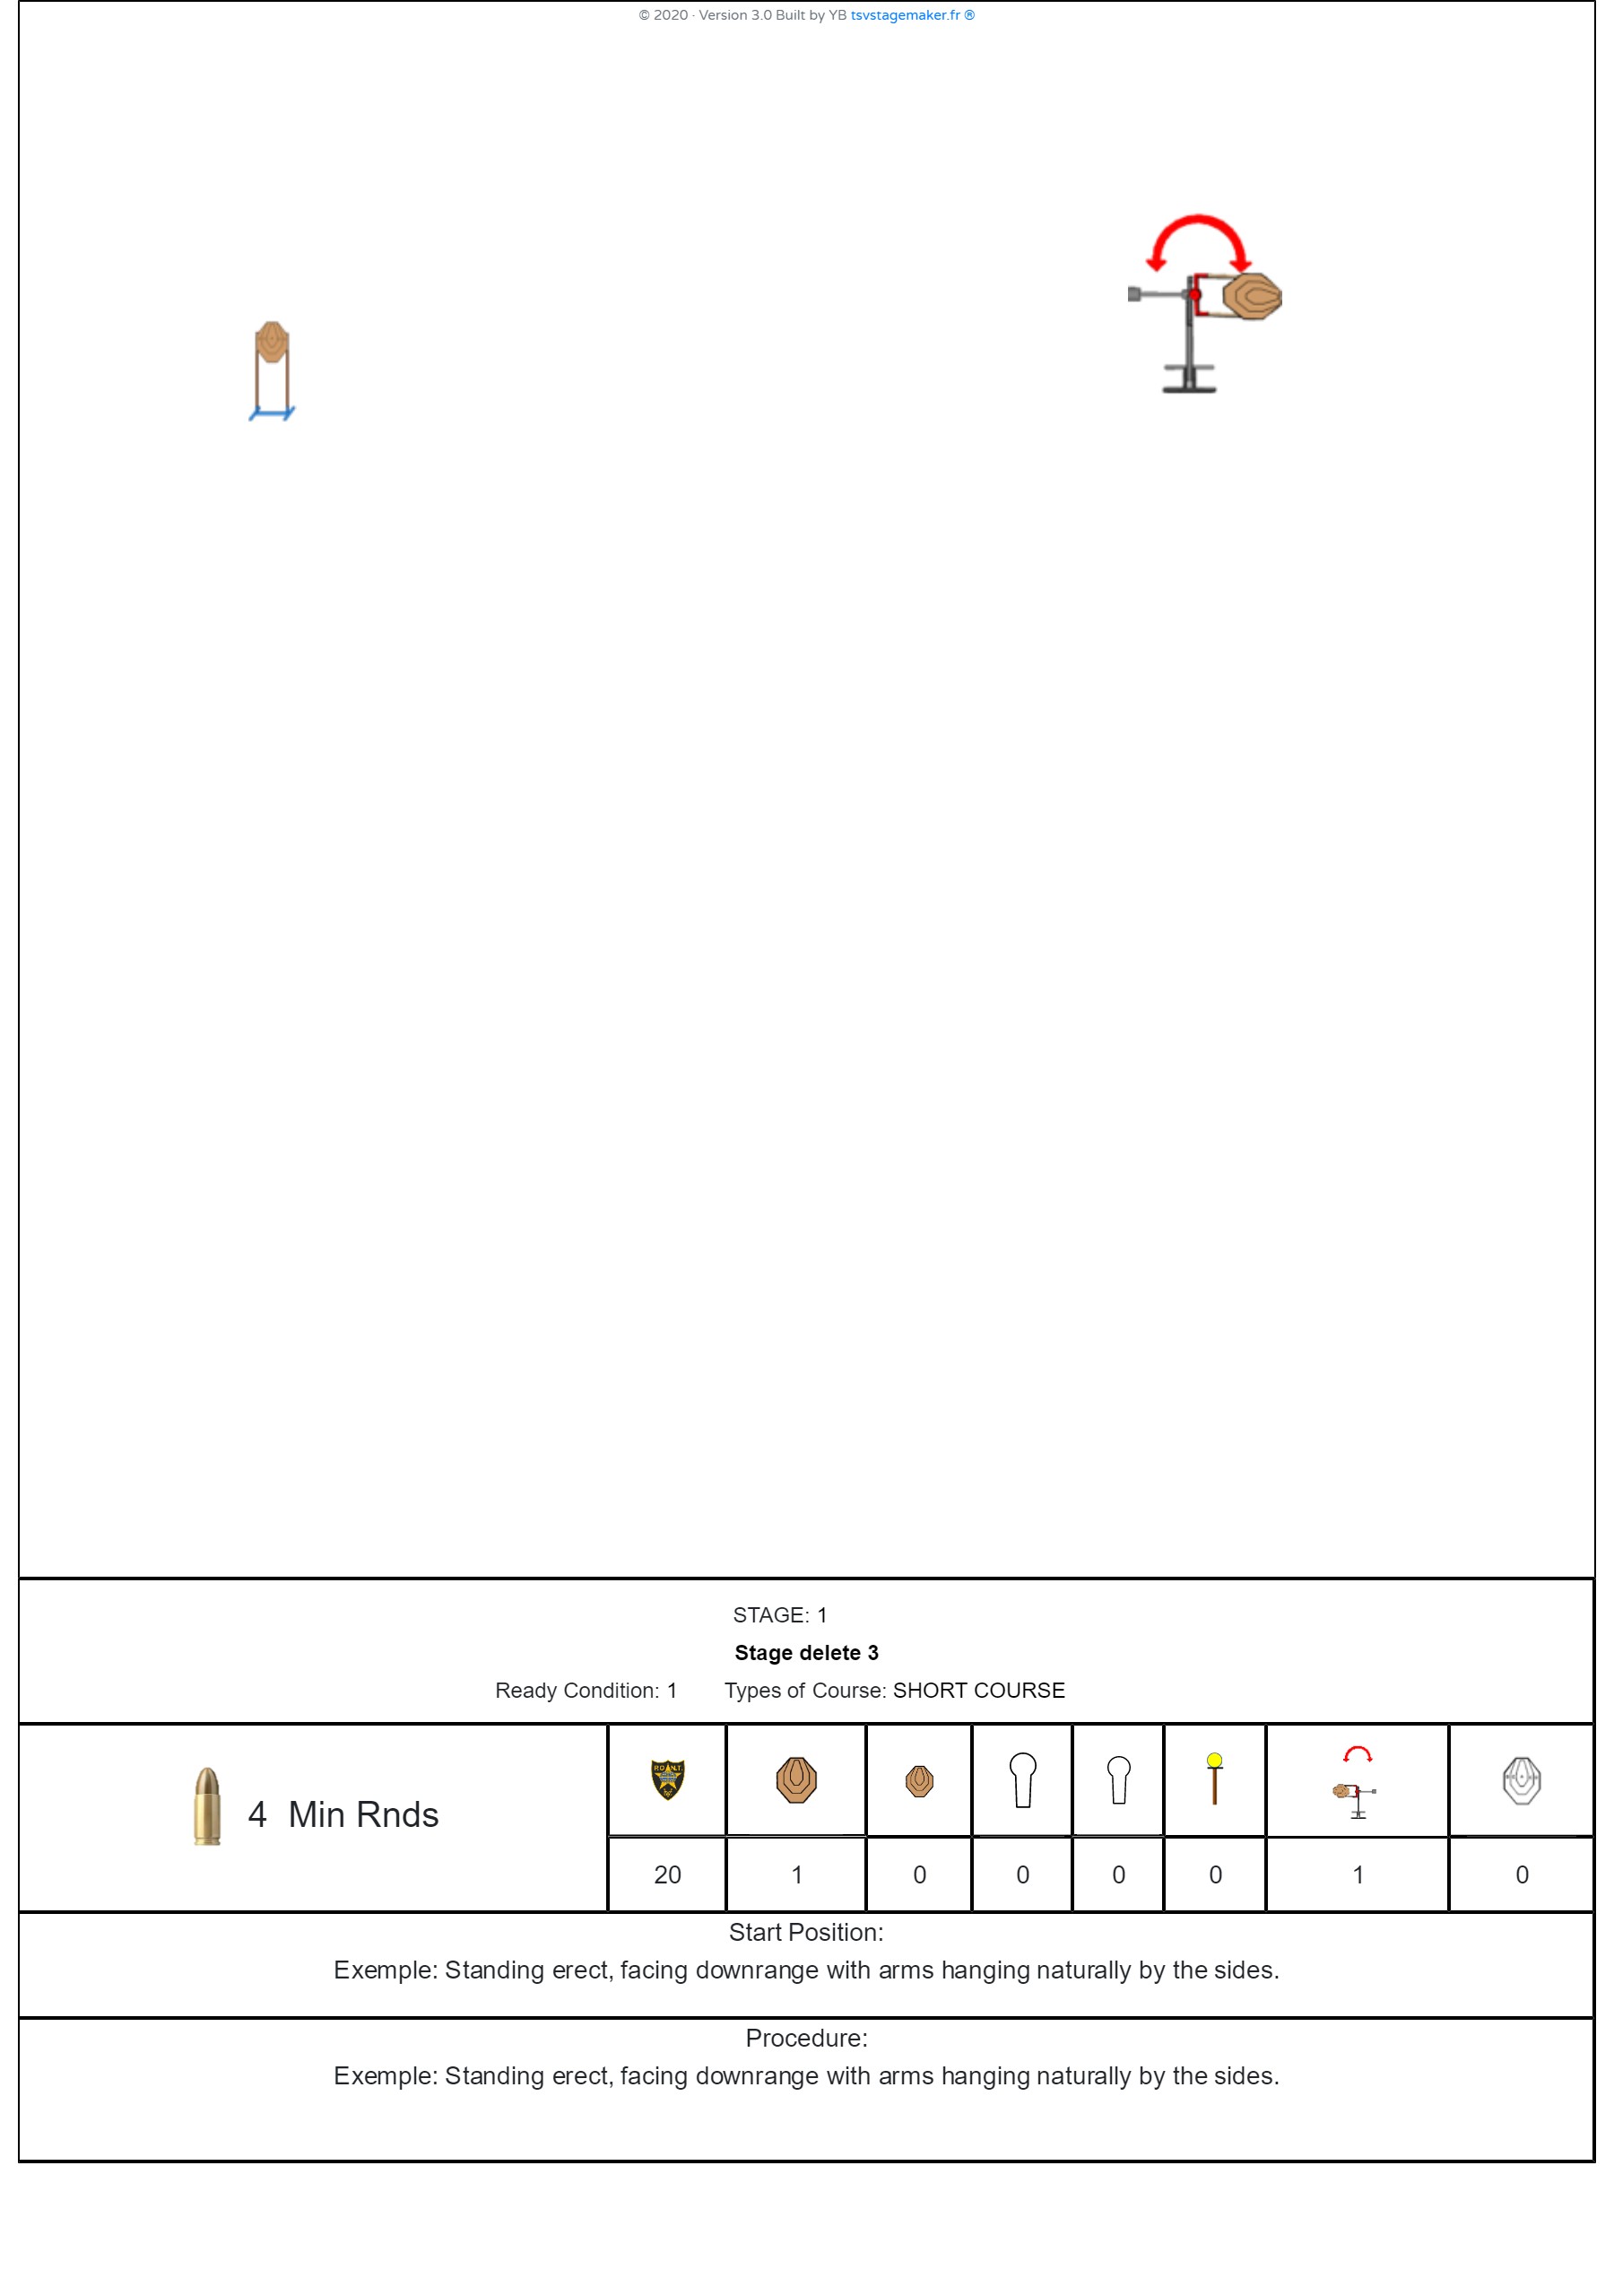 © 2020 · Version 3.0 Built by YB tsvstagemaker.fr ®
STAGE: 1
Stage delete 3
Ready Condition: 1 Types of Course: SHORT COURSE
4 Min Rnds
20 1 0 0 0 0 1 0
Start Position:
Exemple: Standing erect, facing downrange with arms hanging naturally by the sides.
Procedure:
Exemple: Standing erect, facing downrange with arms hanging naturally by the sides.